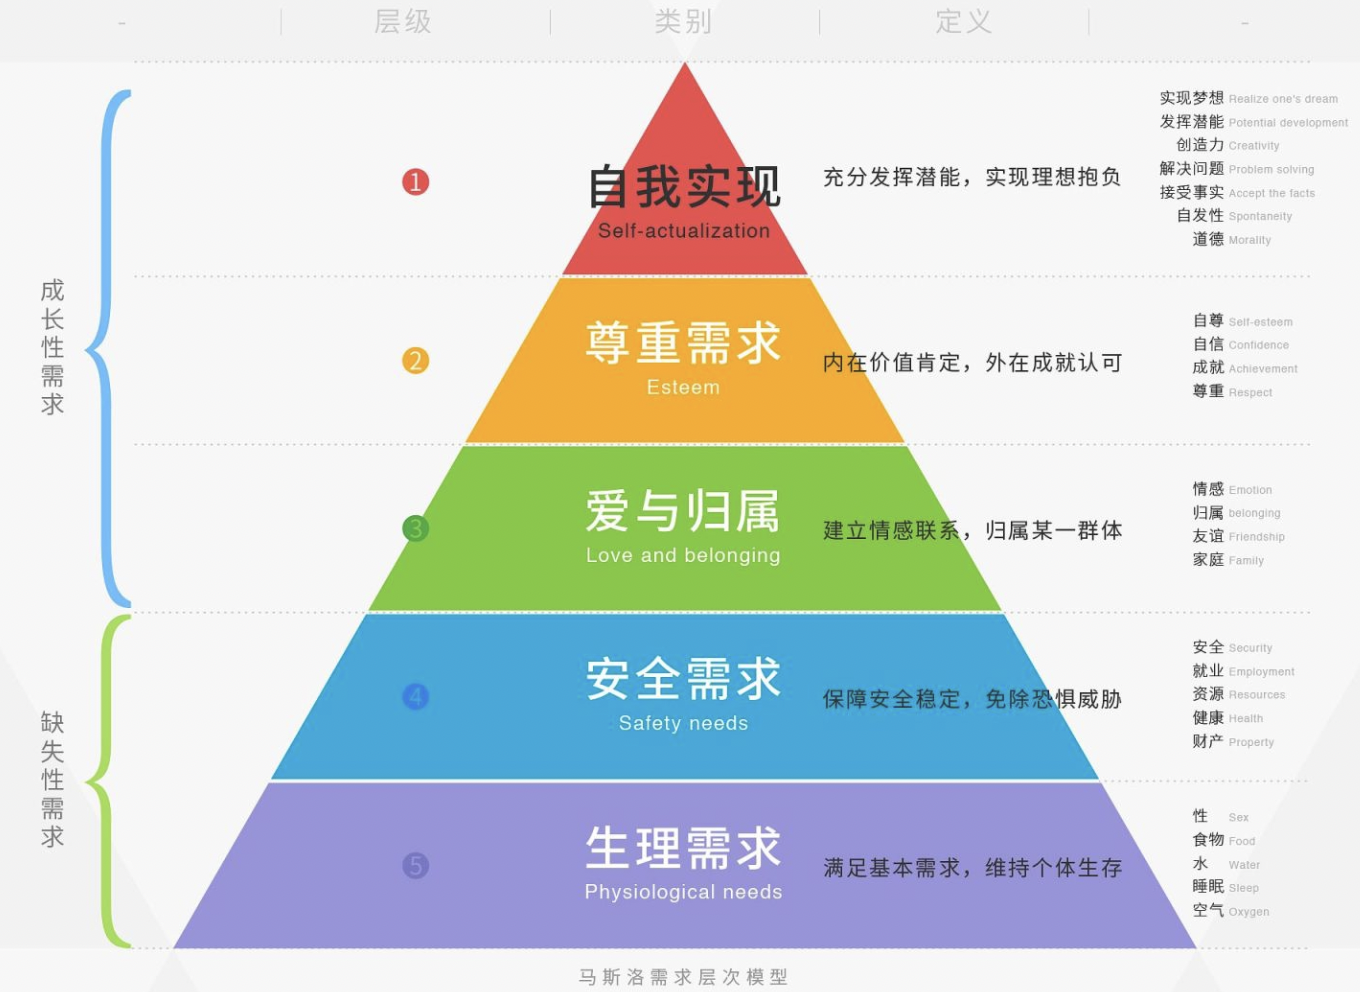 - 层级 类别 定义 -
成长性需求
1
自我实现
Self-actualization
充分发挥潜能，实现理想抱负
实现梦想 Realize one's dream
发挥潜能 Potential development
创造力 Creativity
解决问题 Problem solving
接受事实 Accept the facts
自发性 Spontaneity
道德 Morality
2
尊重需求
Esteem
内在价值肯定，外在成就认可
自尊 Self-esteem
自信 Confidence
成就 Achievement
尊重 Respect
3
爱与归属
Love and belonging
建立情感联系，归属某一群体
情感 Emotion
归属 belonging
友谊 Friendship
家庭 Family
缺失性需求
4
安全需求
Safety needs
保障安全稳定，免除恐惧威胁
安全 Security
就业 Employment
资源 Resources
健康 Health
财产 Property
5
生理需求
Physiological needs
满足基本需求，维持个体生存
性 Sex
食物 Food
水 Water
睡眠 Sleep
空气 Oxygen
马斯洛需求层次模型